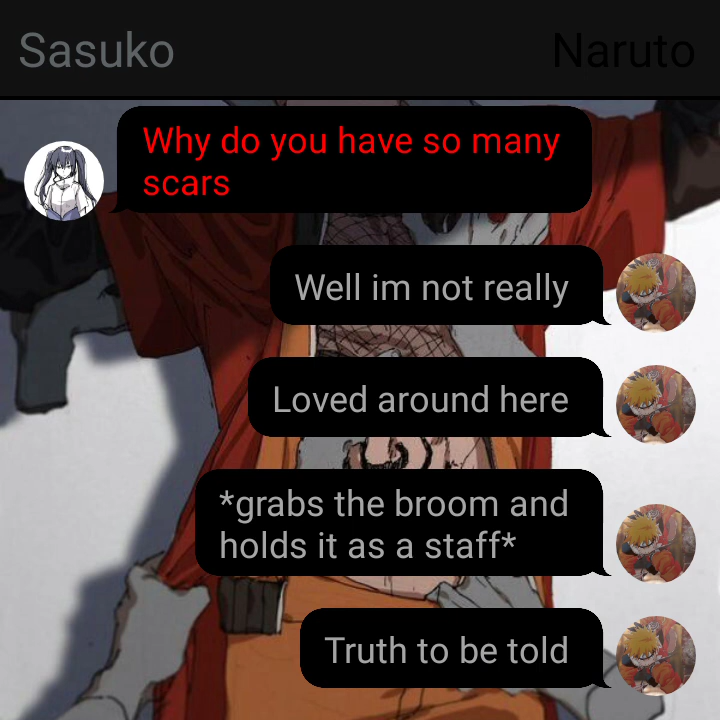 Sasuko
Naruto
Why do you have so many
scars
Well im not really
Loved around here
*grabs the broom and
holds it as a staff*
Truth to be told